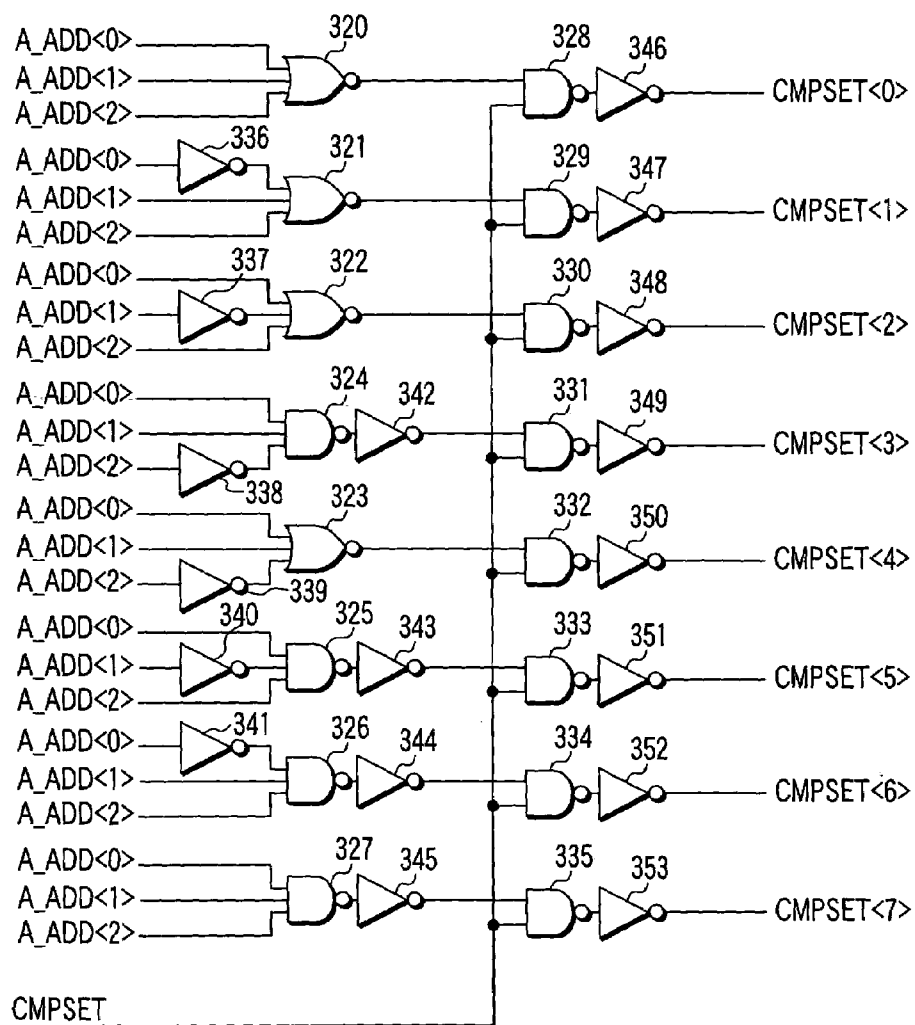 320
328
346
A_ADD<0>
A_ADD<1>
A_ADD<2>
CMPSET<0>
336
321
329
347
A_ADD<0>
A_ADD<1>
A_ADD<2>
CMPSET<1>
337
322
330
348
A_ADD<0>
A_ADD<1>
A_ADD<2>
CMPSET<2>
324
342
331
349
A_ADD<0>
A_ADD<1>
A_ADD<2>
CMPSET<3>
338
323
332
350
A_ADD<0>
A_ADD<1>
A_ADD<2>
CMPSET<4>
339
340
325
343
333
351
A_ADD<0>
A_ADD<1>
A_ADD<2>
CMPSET<5>
341
326
344
334
352
A_ADD<0>
A_ADD<1>
A_ADD<2>
CMPSET<6>
327
345
335
353
A_ADD<0>
A_ADD<1>
A_ADD<2>
CMPSET<7>
CMPSET